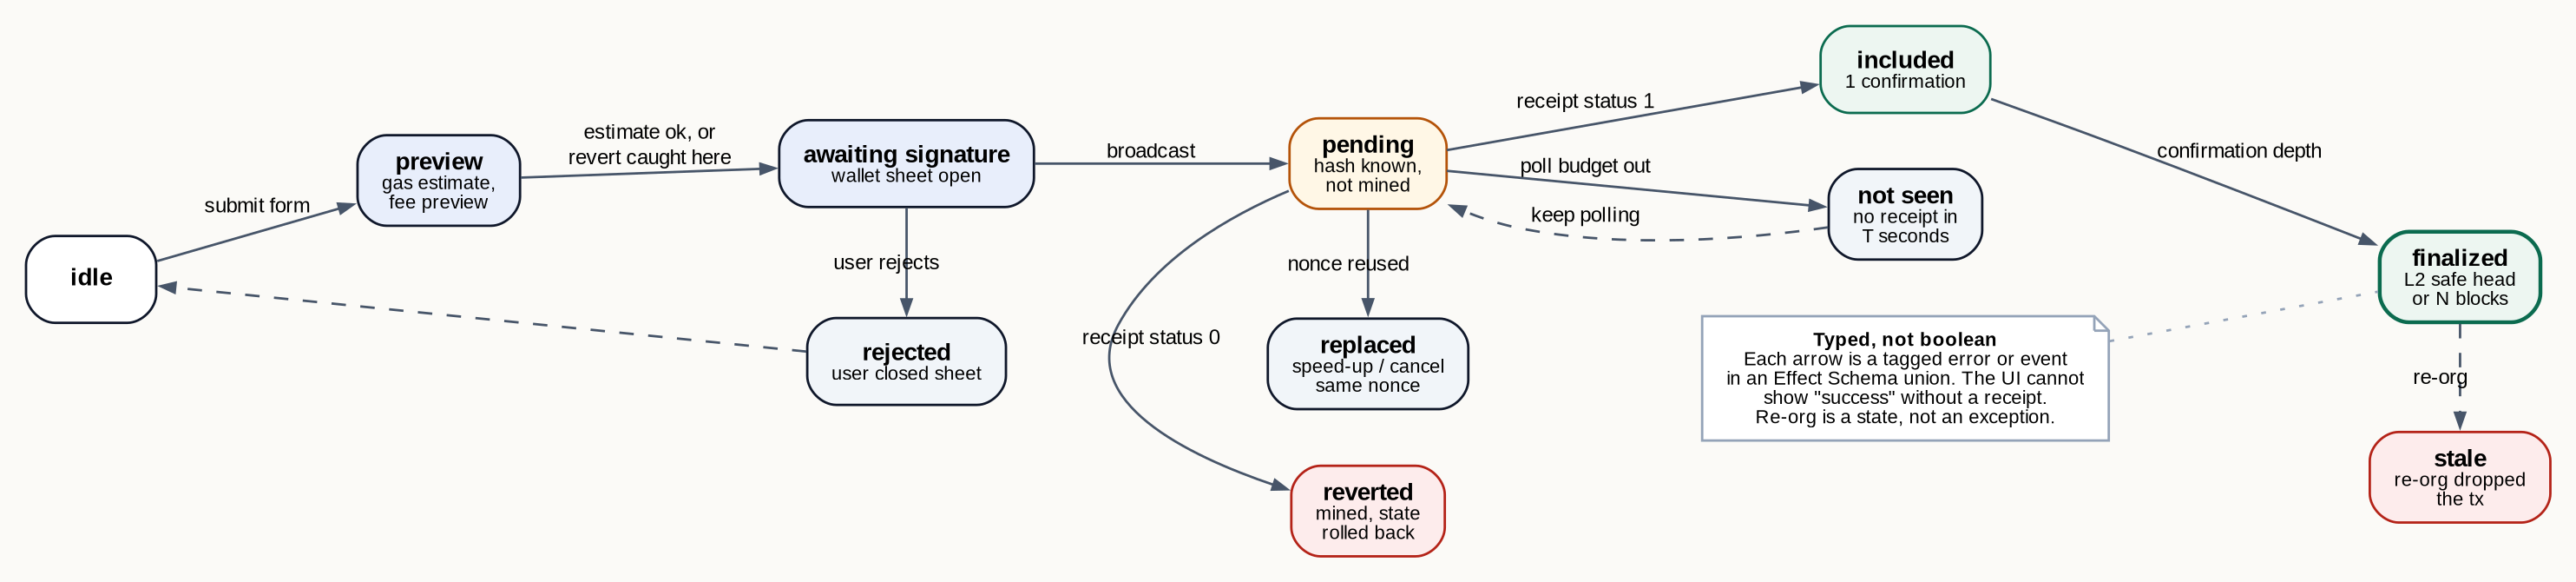 idle
submit form
preview
gas estimate,
fee preview
estimate ok, or
revert caught here
awaiting signature
wallet sheet open
user rejects
rejected
user closed sheet
broadcast
pending
hash known,
not mined
receipt status 1
included
1 confirmation
poll budget out
not seen
no receipt in
T seconds
keep polling
nonce reused
replaced
speed-up / cancel
same nonce
receipt status 0
reverted
mined, state
rolled back
confirmation depth
finalized
L2 safe head
or N blocks
Typed, not boolean
Each arrow is a tagged error or event
in an Effect Schema union. The UI cannot
show "success" without a receipt.
Re-org is a state, not an exception.
re-org
stale
re-org dropped
the tx